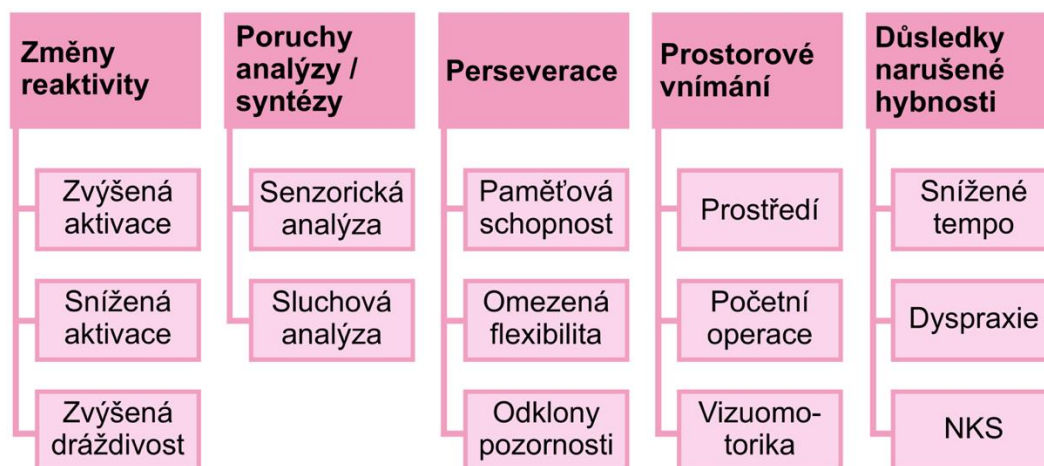 Změny
reaktivity
Zvýšená
aktivace
Snížená
aktivace
Zvýšená
dráždivost
Poruchy
analýzy /
syntézy
Senzorická
analýza
Sluchová
analýza
Perseverace
Paměťová
schopnost
Omezená
flexibilita
Odklony
pozornosti
Prostorové
vnímání
Prostředí
Početní
operace
Vizuomo-
torika
Důsledky
narušené
hybnosti
Snížené
tempo
Dyspraxie
NKS